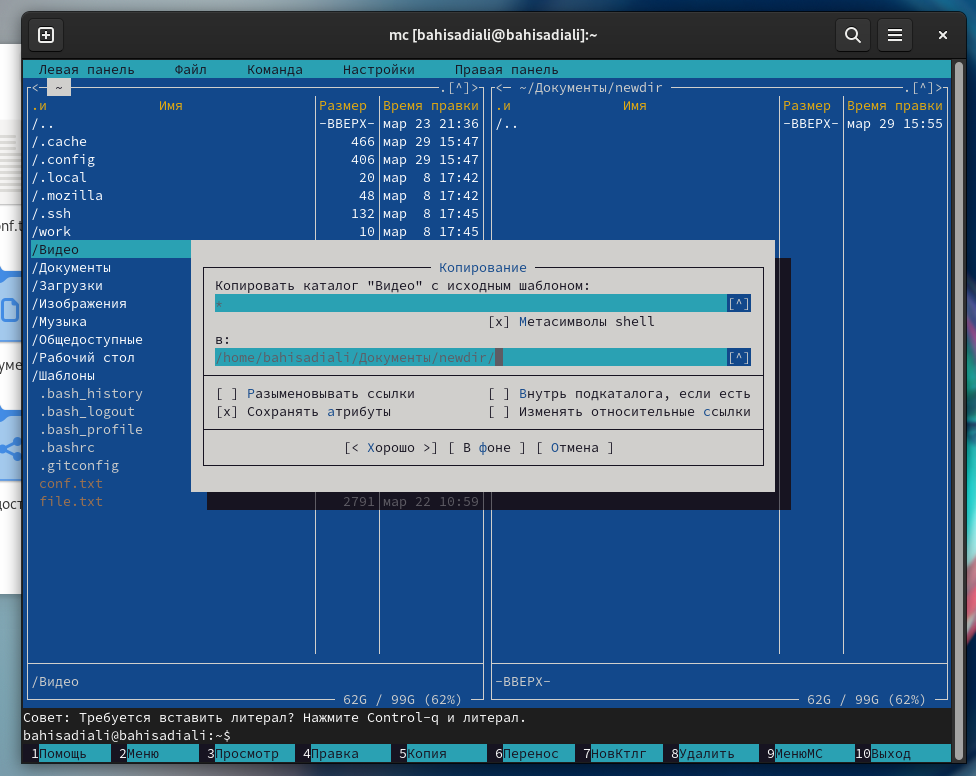 mc [bahisadiali@bahisadiali]:~
Левая панель Файл Команда Настройки Правая панель
<─ ~ .[^]> <─ ~/Документы/newdir .[^]>
.и Имя Размер Время правки .и Имя Размер Время правки
/.. -ВВЕРХ- мар 23 21:36 /.. -ВВЕРХ- мар 29 15:55
/.cache 466 мар 29 15:47
/.config 406 мар 29 15:47
/.local 20 мар 8 17:42
/.mozilla 48 мар 8 17:42
/.ssh 132 мар 8 17:45
/work 10 мар 8 17:45
/Видео
/Документы
/Загрузки
/Изображения
/Музыка
/Общедоступные
/Рабочий стол
/Шаблоны
.bash_history
.bash_logout
.bash_profile
.bashrc
.gitconfig
conf.txt
file.txt 2791 мар 22 10:59
Копирование
Копировать каталог "Видео" с исходным шаблоном:
* [^]
[x] Метасимволы shell
в:
/home/bahisadiali/Документы/newdir/ [^]
[ ] Разыменовывать ссылки [ ] Внутрь подкаталога, если есть
[x] Сохранять атрибуты [ ] Изменять относительные ссылки
[< Хорошо >] [ В фоне ] [ Отмена ]
/Видео -ВВЕРХ-
62G / 99G (62%) 62G / 99G (62%)
Совет: Требуется вставить литерал? Нажмите Control-q и литерал.
bahisadiali@bahisadiali:~$
1Помощь 2Меню 3Просмотр 4Правка 5Копия 6Перенос 7НовКтлг 8Удалить 9МенюМС 10Выход